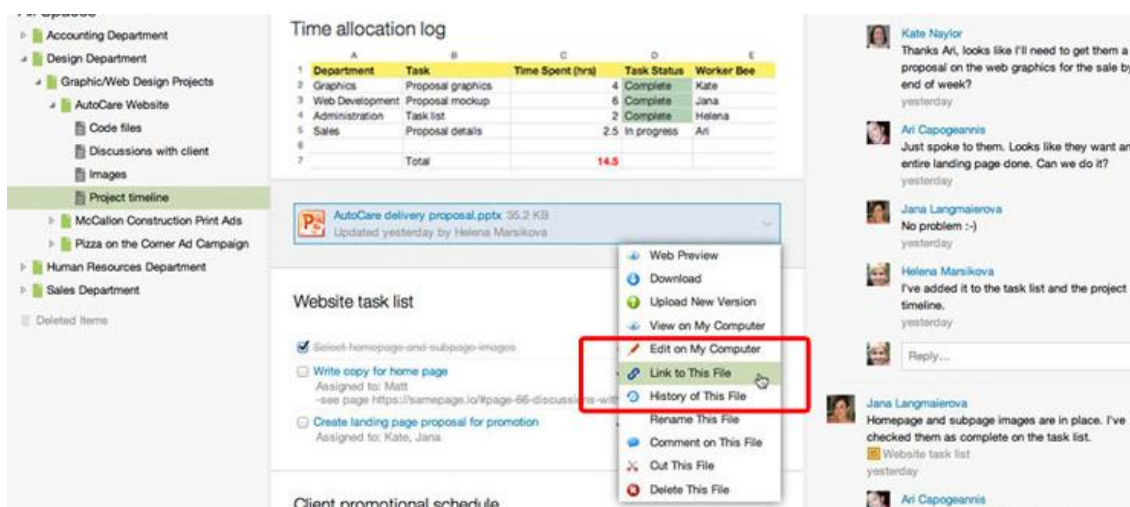 Accounting Department
Design Department
Graphic/Web Design Projects
AutoCare Website
Code files
Discussions with client
Images
Project timeline
McCallon Construction Print Ads
Pizza on the Corner Ad Campaign
Human Resources Department
Sales Department
Deleted Items
Time allocation log
A B C D E
1 Department Task Time Spent (hrs) Task Status Worker Bee
2 Graphics Proposal graphics 4 Complete Kate
3 Web Development Proposal mockup 6 Complete Jana
4 Administration Task list 2 Complete Helena
5 Sales Proposal details 2.5 In progress Ari
6
7 Total 14.5
AutoCare delivery proposal.pptx 35.2 KB
Updated yesterday by Helena Marsikova
Website task list
Select homepage and subpage images
Write copy for home page
Assigned to: Matt
-see page https://samepage.io/#page-66-discussions-with
Create landing page proposal for promotion
Assigned to: Kate, Jana
Client promotional schedule
Web Preview
Download
Upload New Version
View on My Computer
Edit on My Computer
Link to This File
History of This File
Rename This File
Comment on This File
Cut This File
Delete This File
Kate Naylor
Thanks Ari, looks like I'll need to get them a
proposal on the web graphics for the sale by
end of week?
yesterday
Ari Capogeannis
Just spoke to them. Looks like they want an
entire landing page done. Can we do it?
yesterday
Jana Langmaierova
No problem :-)
yesterday
Helena Marsikova
I've added it to the task list and the project
timeline.
yesterday
Reply...
Jana Langmaierova
Homepage and subpage images are in place. I've
checked them as complete on the task list.
Website task list
yesterday
Ari Capogeannis